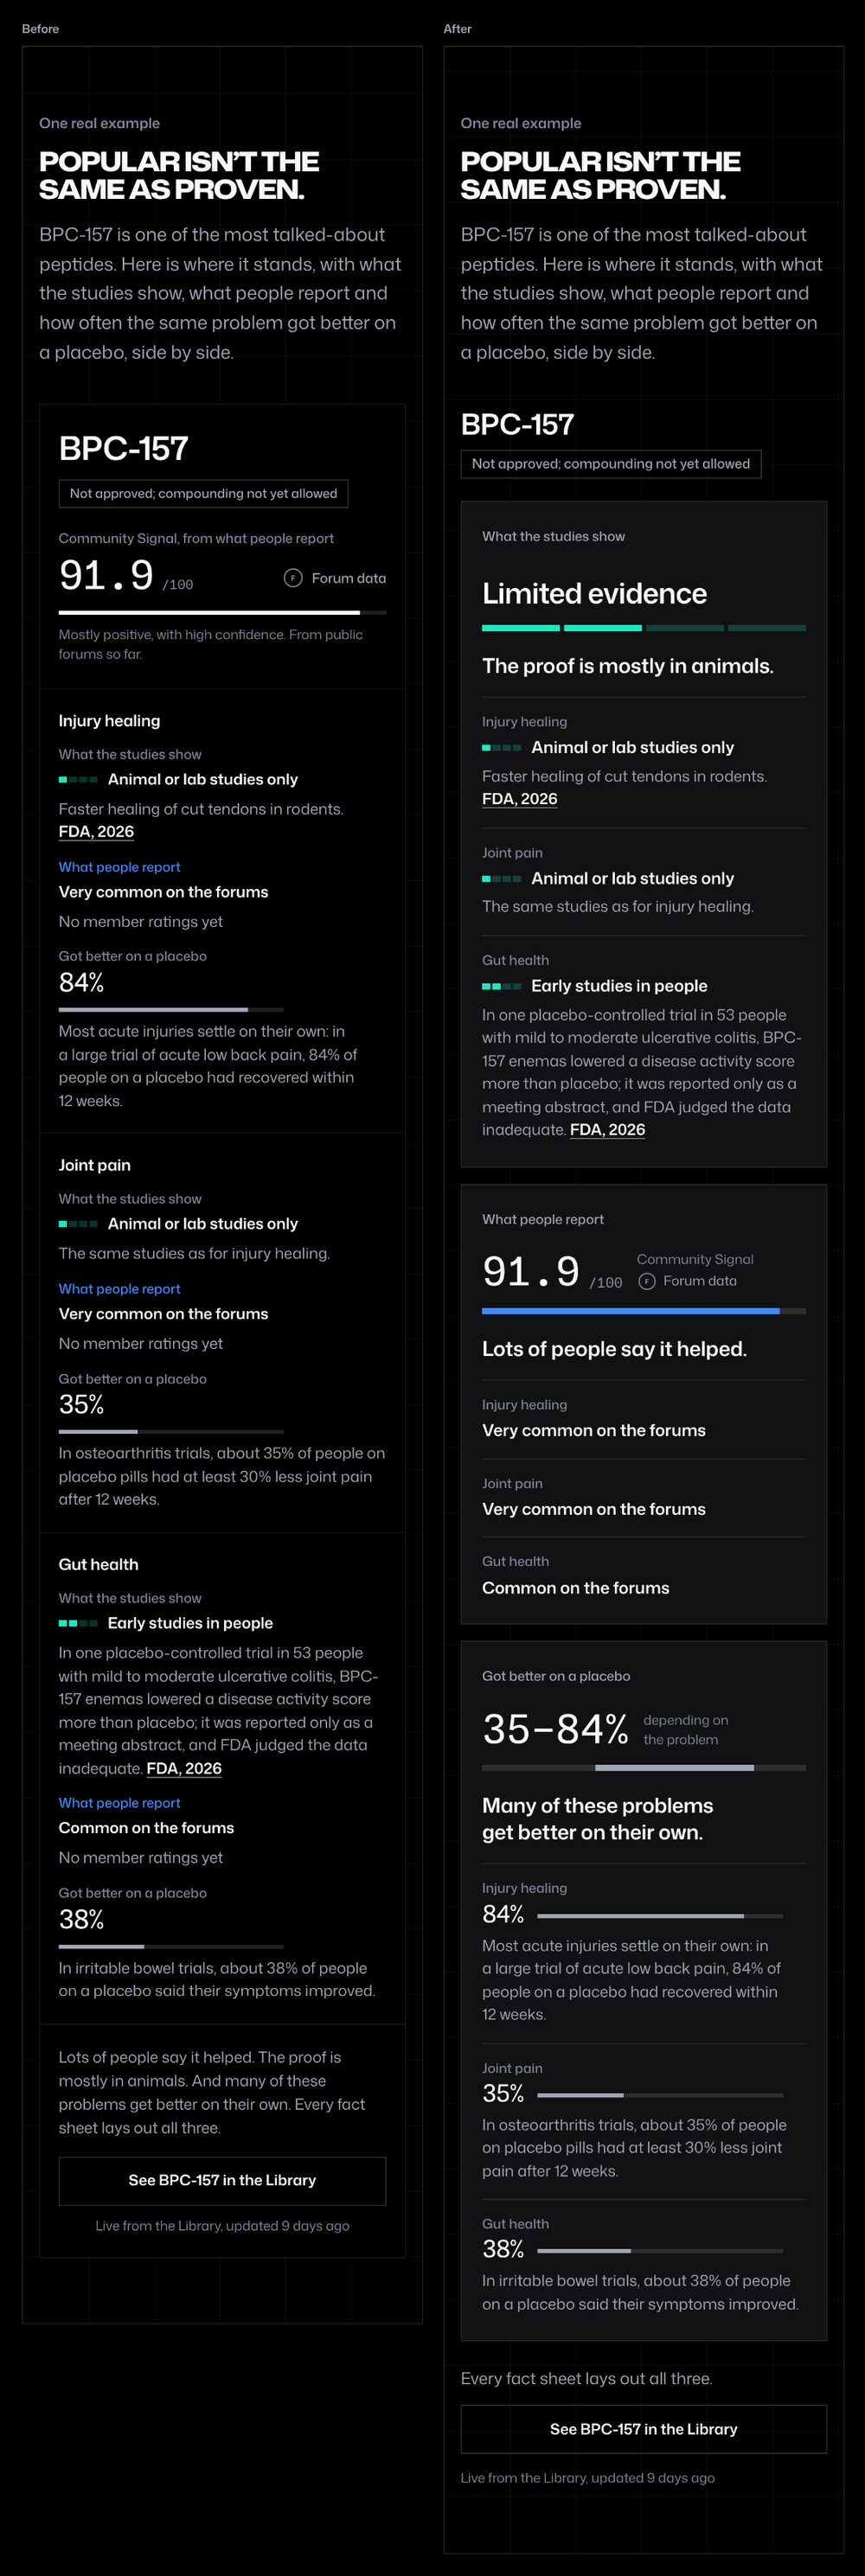 Before
One real example
POPULAR ISN'T THE
SAME AS PROVEN.
BPC-157 is one of the most talked-about
peptides. Here is where it stands, with what
the studies show, what people report and
how often the same problem got better on
a placebo, side by side.
BPC-157
Not approved; compounding not yet allowed
Community Signal, from what people report
91.9 /100
F Forum data
Mostly positive, with high confidence. From public
forums so far.
Injury healing
What the studies show
Animal or lab studies only
Faster healing of cut tendons in rodents.
FDA, 2026
What people report
Very common on the forums
No member ratings yet
Got better on a placebo
84%
Most acute injuries settle on their own: in
a large trial of acute low back pain, 84% of
people on a placebo had recovered within
12 weeks.
Joint pain
What the studies show
Animal or lab studies only
The same studies as for injury healing.
What people report
Very common on the forums
No member ratings yet
Got better on a placebo
35%
In osteoarthritis trials, about 35% of people on
placebo pills had at least 30% less joint pain
after 12 weeks.
Gut health
What the studies show
Early studies in people
In one placebo-controlled trial in 53 people
with mild to moderate ulcerative colitis, BPC-
157 enemas lowered a disease activity score
more than placebo; it was reported only as a
meeting abstract, and FDA judged the data
inadequate. FDA, 2026
What people report
Common on the forums
No member ratings yet
Got better on a placebo
38%
In irritable bowel trials, about 38% of people
on a placebo said their symptoms improved.
Lots of people say it helped. The proof is
mostly in animals. And many of these
problems get better on their own. Every fact
sheet lays out all three.
See BPC-157 in the Library
Live from the Library, updated 9 days ago
After
One real example
POPULAR ISN'T THE
SAME AS PROVEN.
BPC-157 is one of the most talked-about
peptides. Here is where it stands, with what
the studies show, what people report and
how often the same problem got better on
a placebo, side by side.
BPC-157
Not approved; compounding not yet allowed
What the studies show
Limited evidence
The proof is mostly in animals.
Injury healing
Animal or lab studies only
Faster healing of cut tendons in rodents.
FDA, 2026
Joint pain
Animal or lab studies only
The same studies as for injury healing.
Gut health
Early studies in people
In one placebo-controlled trial in 53 people
with mild to moderate ulcerative colitis, BPC-
157 enemas lowered a disease activity score
more than placebo; it was reported only as a
meeting abstract, and FDA judged the data
inadequate. FDA, 2026
What people report
91.9 /100
Community Signal
F Forum data
Lots of people say it helped.
Injury healing
Very common on the forums
Joint pain
Very common on the forums
Gut health
Common on the forums
Got better on a placebo
35–84%
depending on
the problem
Many of these problems
get better on their own.
Injury healing
84%
Most acute injuries settle on their own: in
a large trial of acute low back pain, 84% of
people on a placebo had recovered within
12 weeks.
Joint pain
35%
In osteoarthritis trials, about 35% of people
on placebo pills had at least 30% less joint
pain after 12 weeks.
Gut health
38%
In irritable bowel trials, about 38% of people
on a placebo said their symptoms improved.
Every fact sheet lays out all three.
See BPC-157 in the Library
Live from the Library, updated 9 days ago